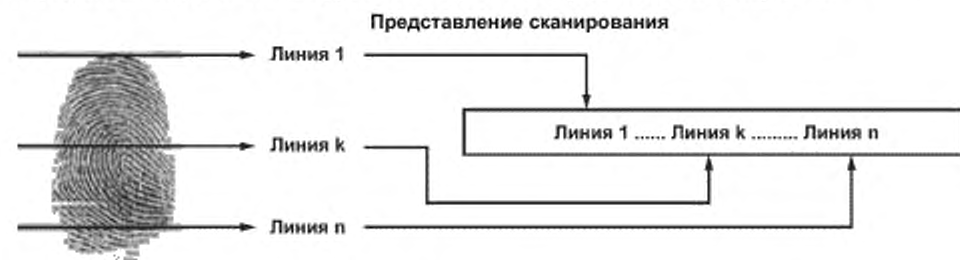 Представление сканирования
Линия 1
Линия k
Линия n
Линия 1 ...... Линия k ......... Линия n